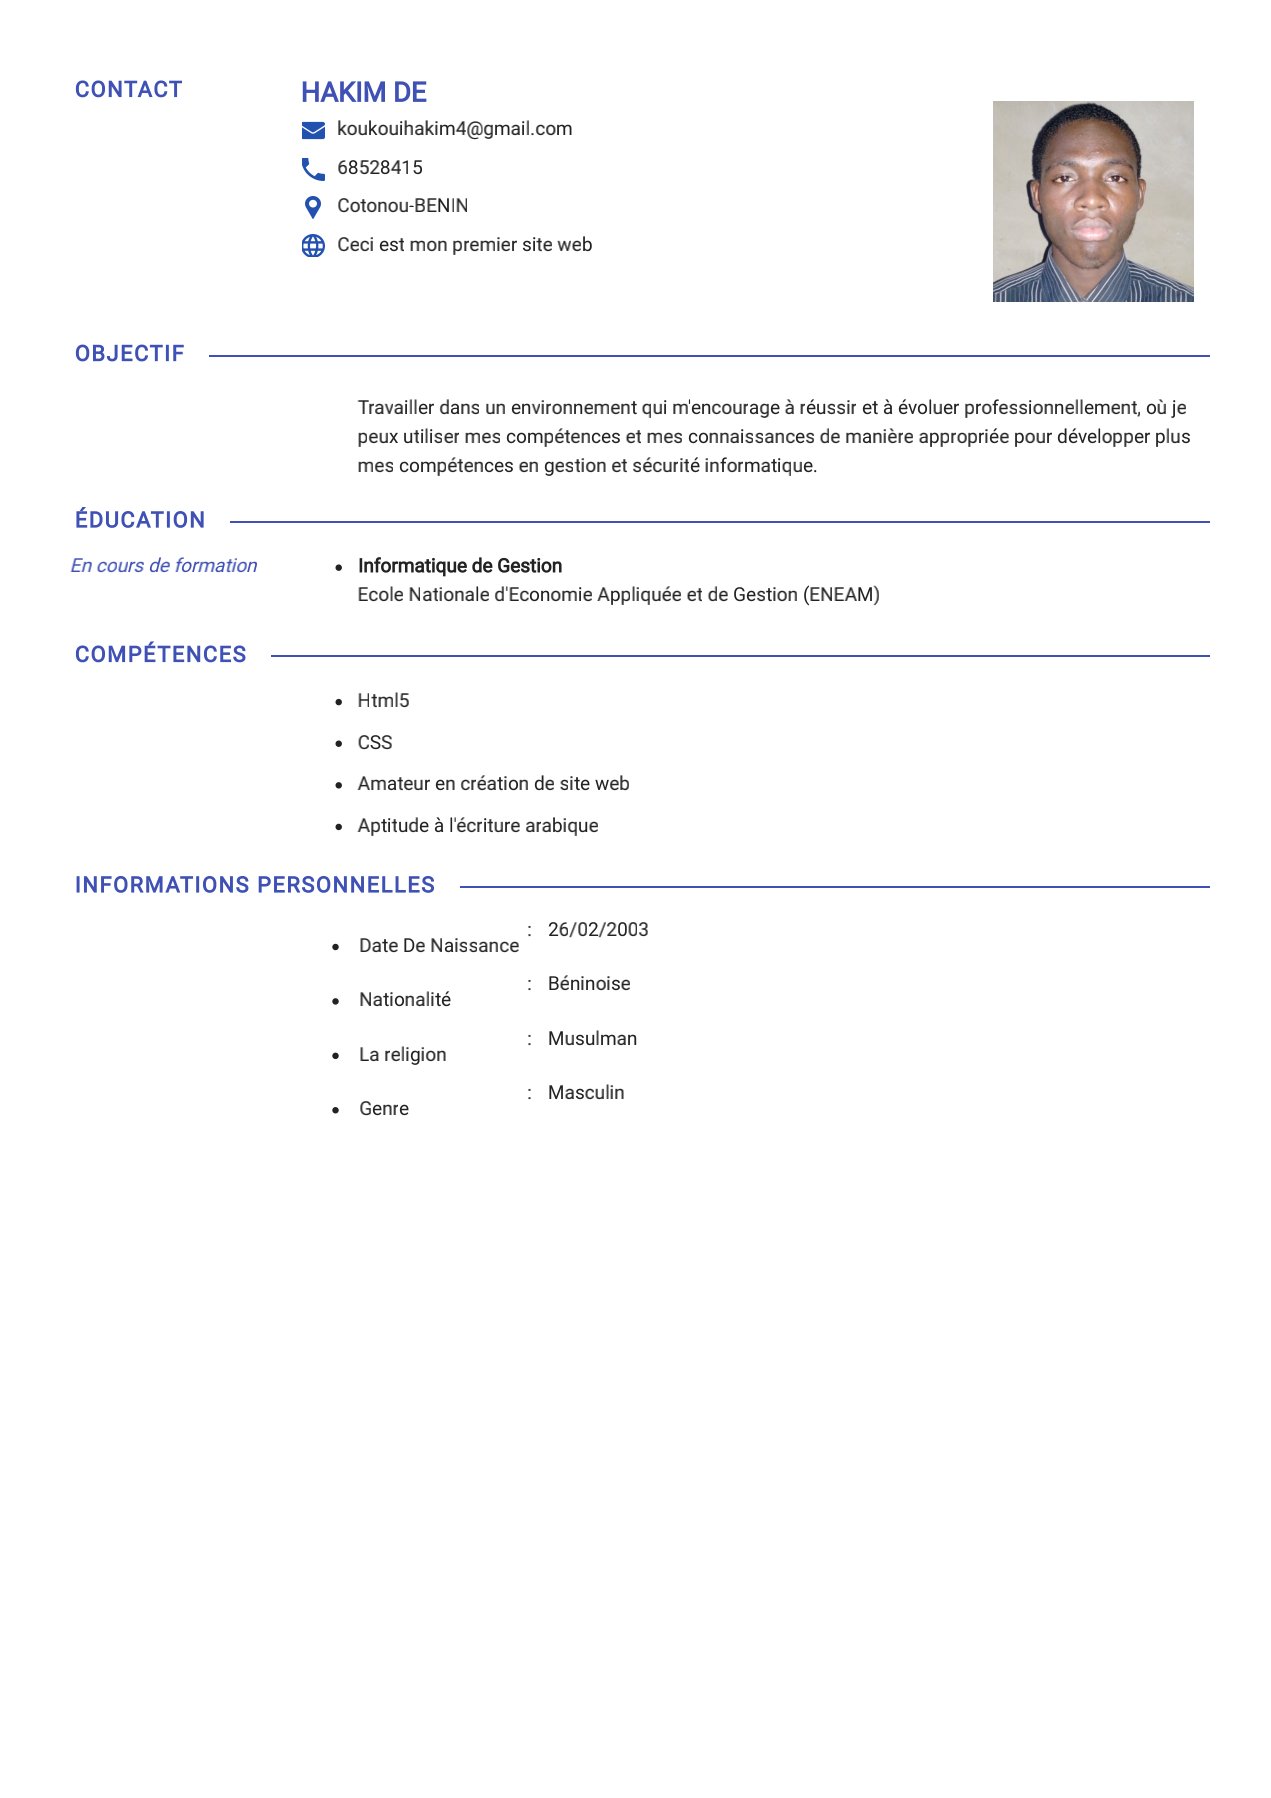 CONTACT
HAKIM DE
koukouihakim4@gmail.com
68528415
Cotonou-BENIN
Ceci est mon premier site web
OBJECTIF
Travailler dans un environnement qui m'encourage à réussir et à évoluer professionnellement, où je
peux utiliser mes compétences et mes connaissances de manière appropriée pour développer plus
mes compétences en gestion et sécurité informatique.
ÉDUCATION
En cours de formation
• Informatique de Gestion
Ecole Nationale d'Economie Appliquée et de Gestion (ENEAM)
COMPÉTENCES
• Html5
• CSS
• Amateur en création de site web
• Aptitude à l'écriture arabique
INFORMATIONS PERSONNELLES
• Date De Naissance : 26/02/2003
• Nationalité : Béninoise
• La religion : Musulman
• Genre : Masculin